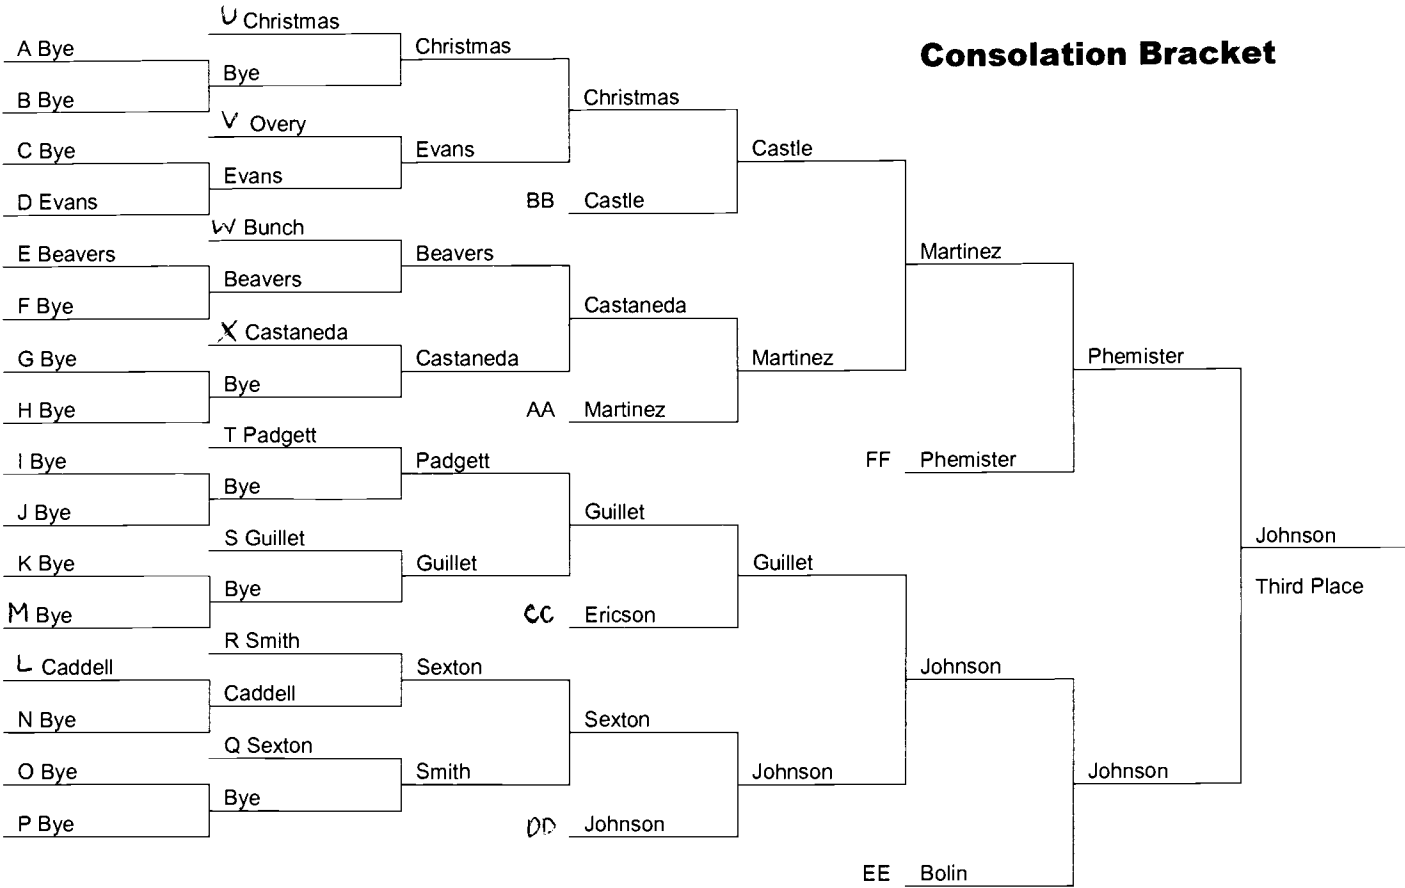 Consolation Bracket
A Bye
B Bye
C Bye
D Evans
E Beavers
F Bye
G Bye
H Bye
I Bye
J Bye
K Bye
M Bye
L Caddell
N Bye
O Bye
P Bye
U Christmas
Bye
V Overy
Evans
W Bunch
Beavers
X Castaneda
Bye
T Padgett
Bye
S Guillet
Bye
R Smith
Caddell
Q Sexton
Bye
Christmas
Evans
Beavers
Castaneda
Padgett
Guillet
Sexton
Smith
Christmas
BB Castle
Castaneda
AA Martinez
Guillet
CC Ericson
Sexton
DD Johnson
Castle
Martinez
Guillet
Johnson
Martinez
FF Phemister
Johnson
EE Bolin
Phemister
Johnson
Johnson
Third Place